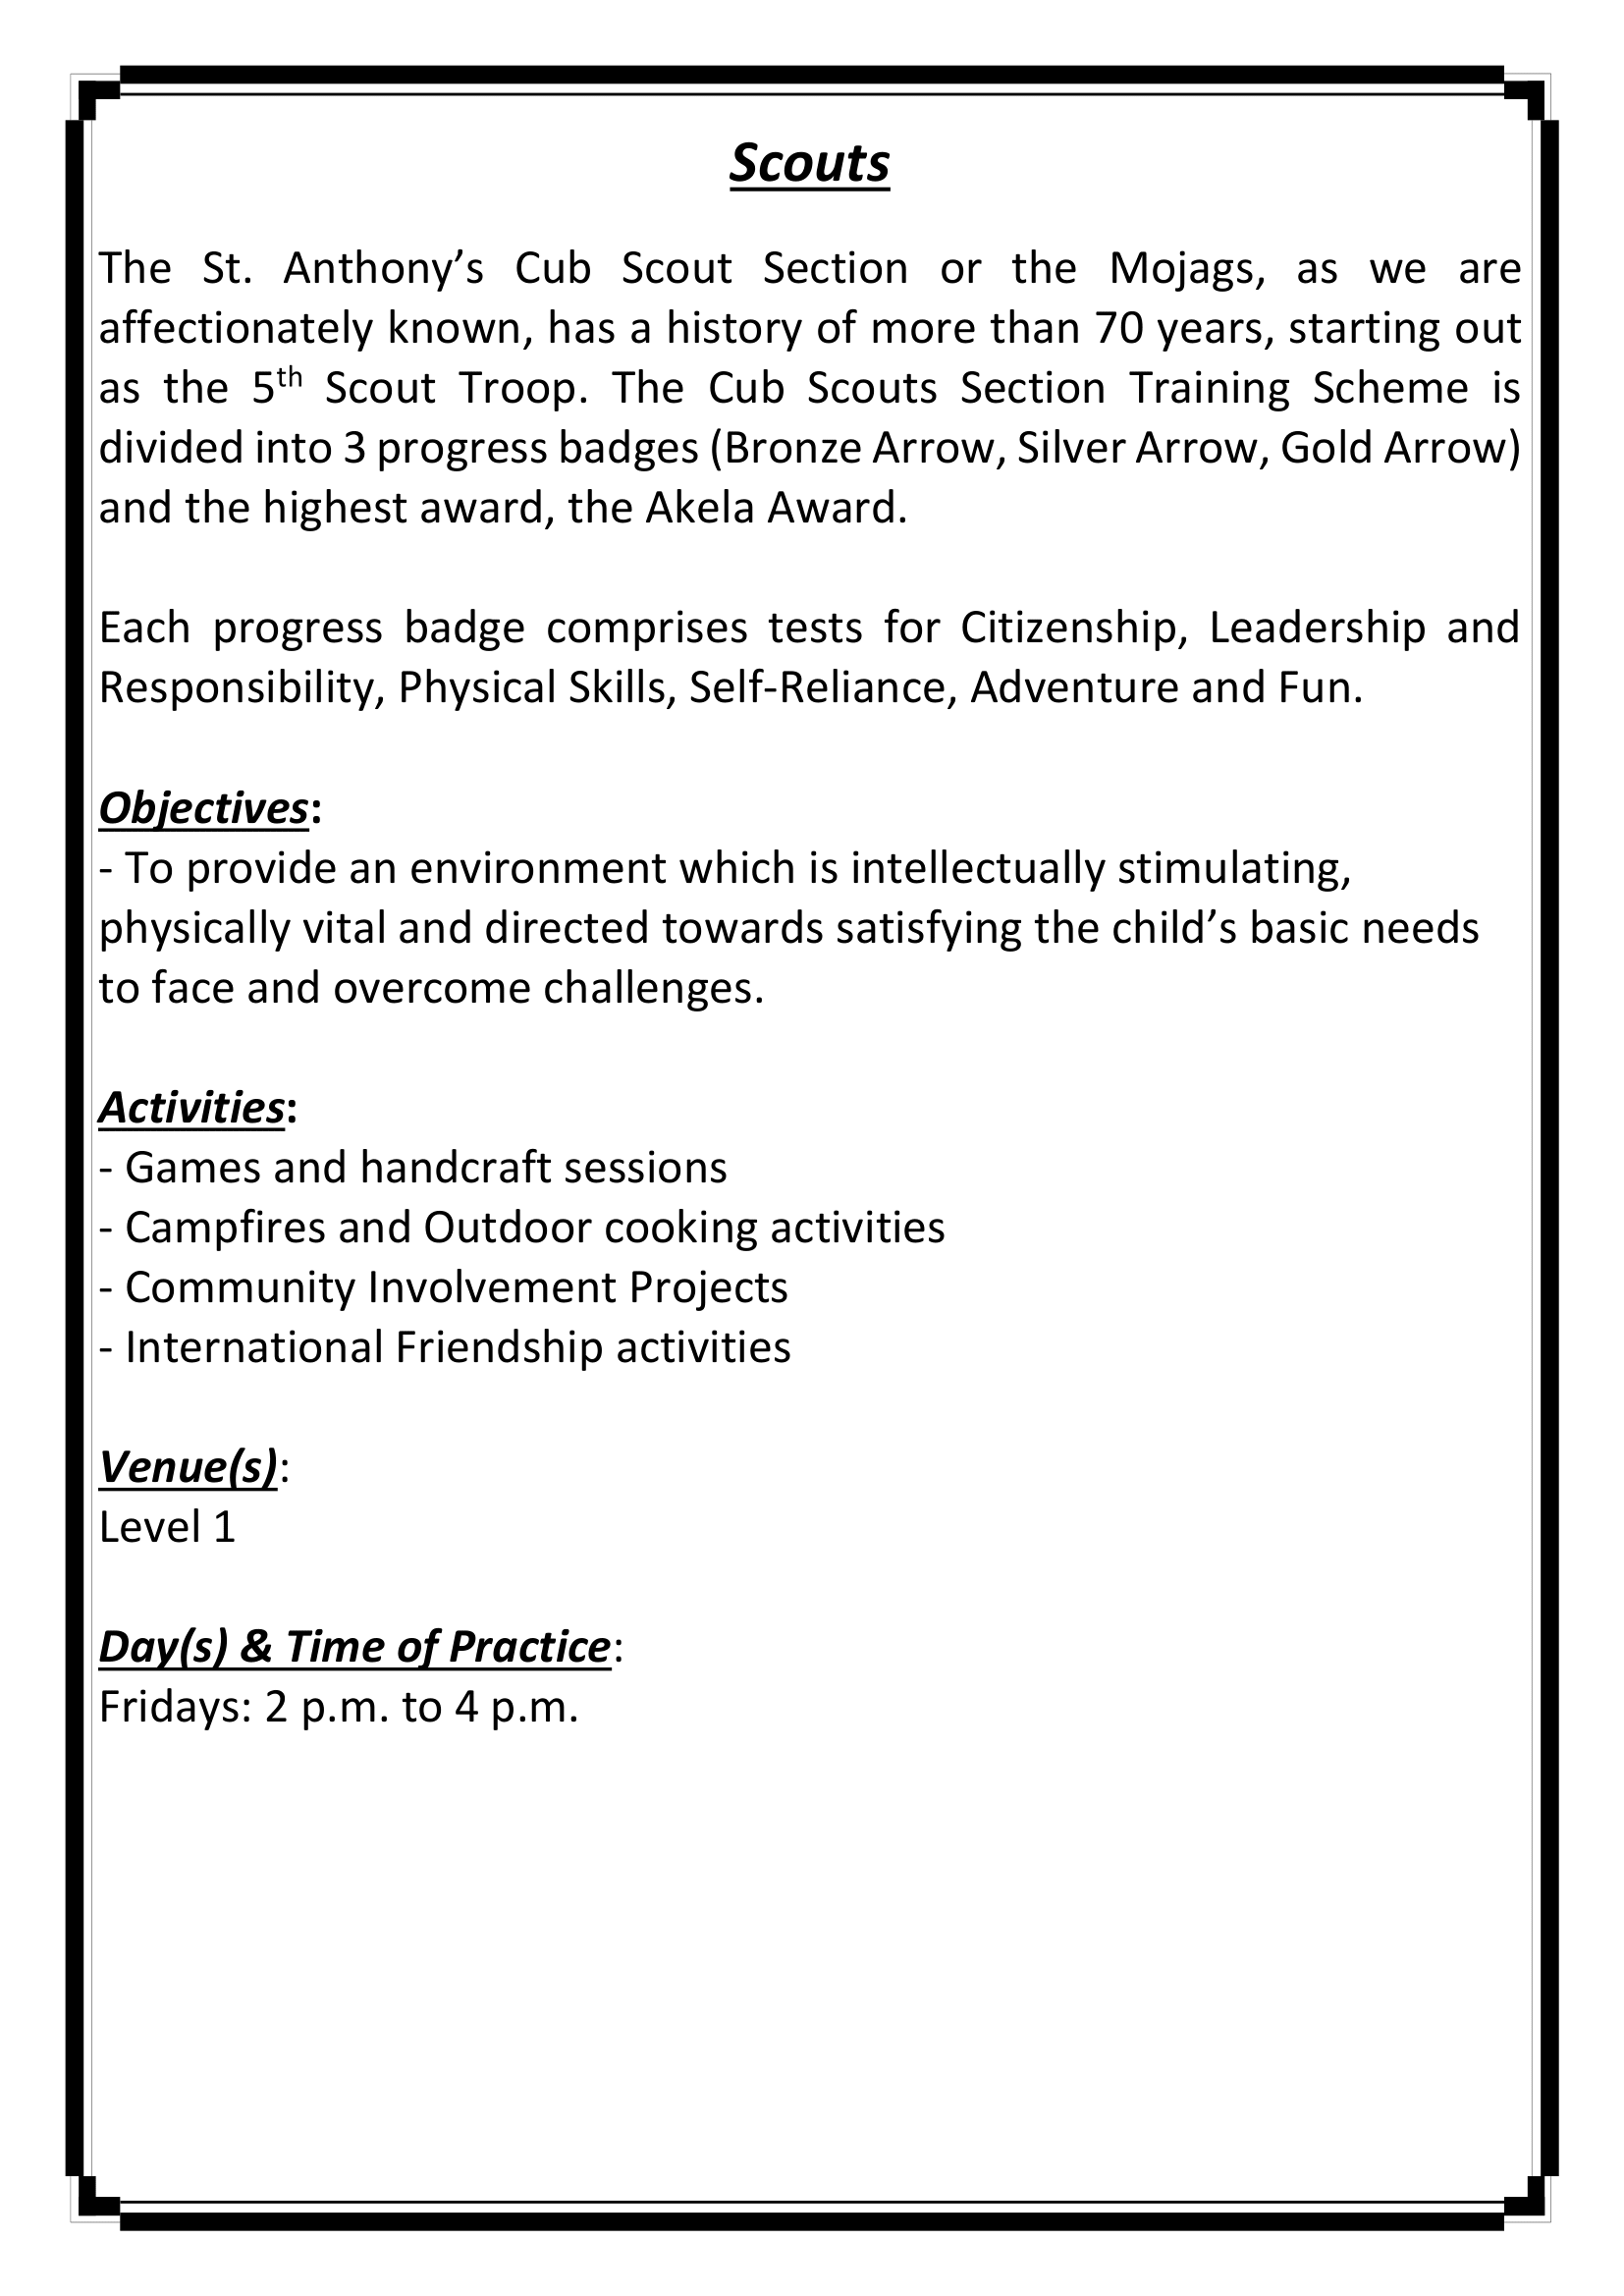 Scouts
The St. Anthony’s Cub Scout Section or the Mojags, as we are
affectionately known, has a history of more than 70 years, starting out
as the 5th Scout Troop. The Cub Scouts Section Training Scheme is
divided into 3 progress badges (Bronze Arrow, Silver Arrow, Gold Arrow)
and the highest award, the Akela Award.
Each progress badge comprises tests for Citizenship, Leadership and
Responsibility, Physical Skills, Self-Reliance, Adventure and Fun.
Objectives:
- To provide an environment which is intellectually stimulating,
physically vital and directed towards satisfying the child’s basic needs
to face and overcome challenges.
Activities:
- Games and handcraft sessions
- Campfires and Outdoor cooking activities
- Community Involvement Projects
- International Friendship activities
Venue(s):
Level 1
Day(s) & Time of Practice:
Fridays: 2 p.m. to 4 p.m.